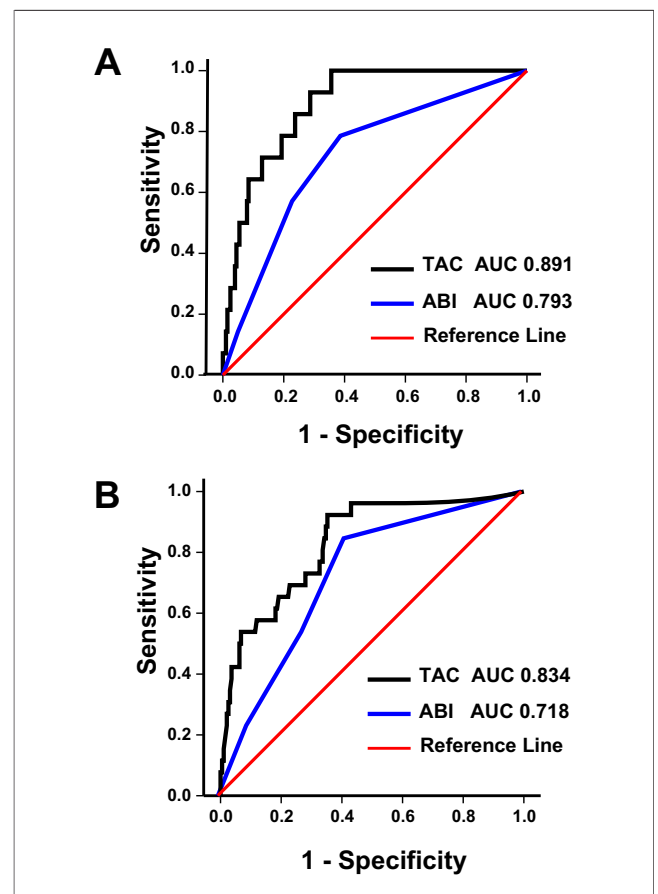 A
Sensitivity
1.0
0.8
0.6
0.4
0.2
0.0
TAC AUC 0.891
ABI AUC 0.793
Reference Line
0.0 0.2 0.4 0.6 0.8 1.0
1 - Specificity
B
Sensitivity
1.0
0.8
0.6
0.4
0.2
0.0
TAC AUC 0.834
ABI AUC 0.718
Reference Line
0.0 0.2 0.4 0.6 0.8 1.0
1 - Specificity